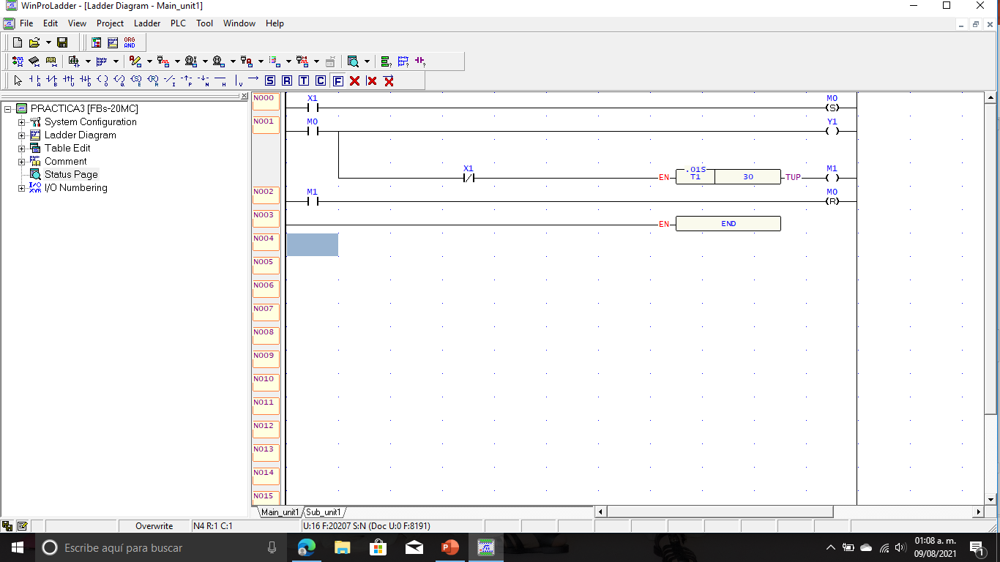 WinProLadder - [Ladder Diagram - Main_unit1]
File Edit View Project Ladder PLC Tool Window Help
ORG
AND
A B U D O Q E R I P N H V S R T C F
PRACTICA3 [FBs-20MC]
System Configuration
Ladder Diagram
Table Edit
Comment
Status Page
I/O Numbering
N000 X1 M0
(S)
N001 M0 Y1
X1 .01S M1
EN T1 30 TUP
N002 M1 M0
(R)
N003 EN END
N004
N005
N006
N007
N008
N009
N010
N011
N012
N013
N014
N015
Main_unit1 Sub_unit1
Overwrite N4 R:1 C:1 U:16 F:20207 S:N (Doc U:0 F:8191)
Escribe aquí para buscar
01:08 a. m.
09/08/2021
1